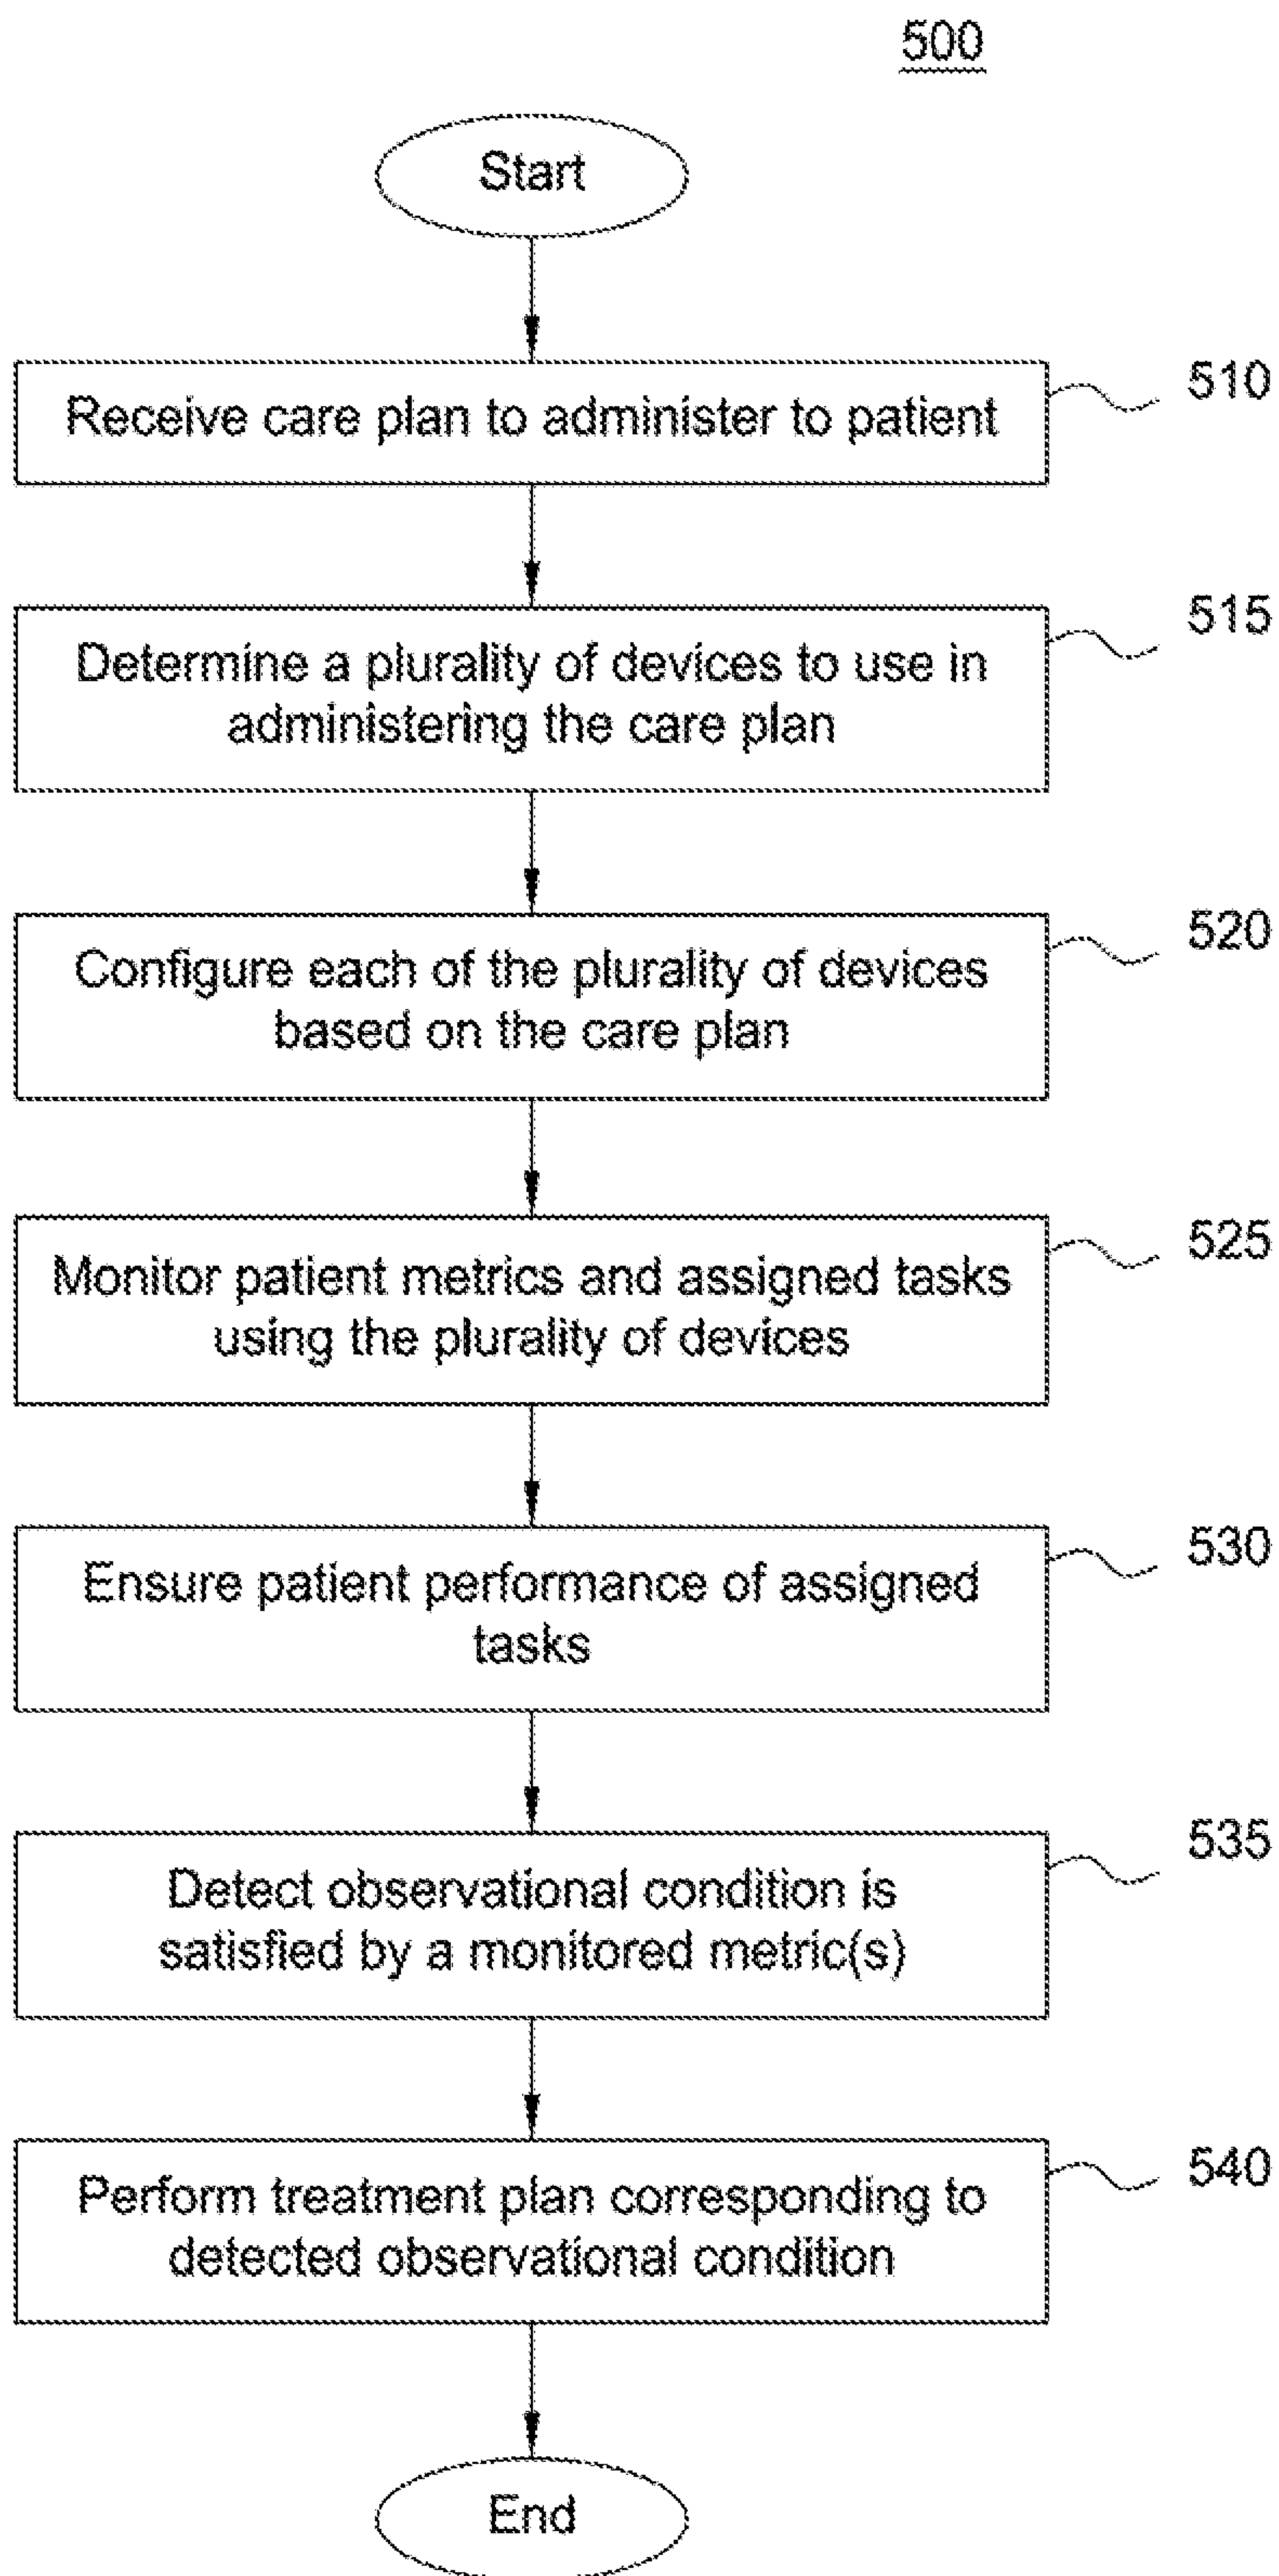 500
Start
Receive care plan to administer to patient
510
Determine a plurality of devices to use in
administering the care plan
515
Configure each of the plurality of devices
based on the care plan
520
Monitor patient metrics and assigned tasks
using the plurality of devices
525
Ensure patient performance of assigned
tasks
530
Detect observational condition is
satisfied by a monitored metric(s)
535
Perform treatment plan corresponding to
detected observational condition
540
End